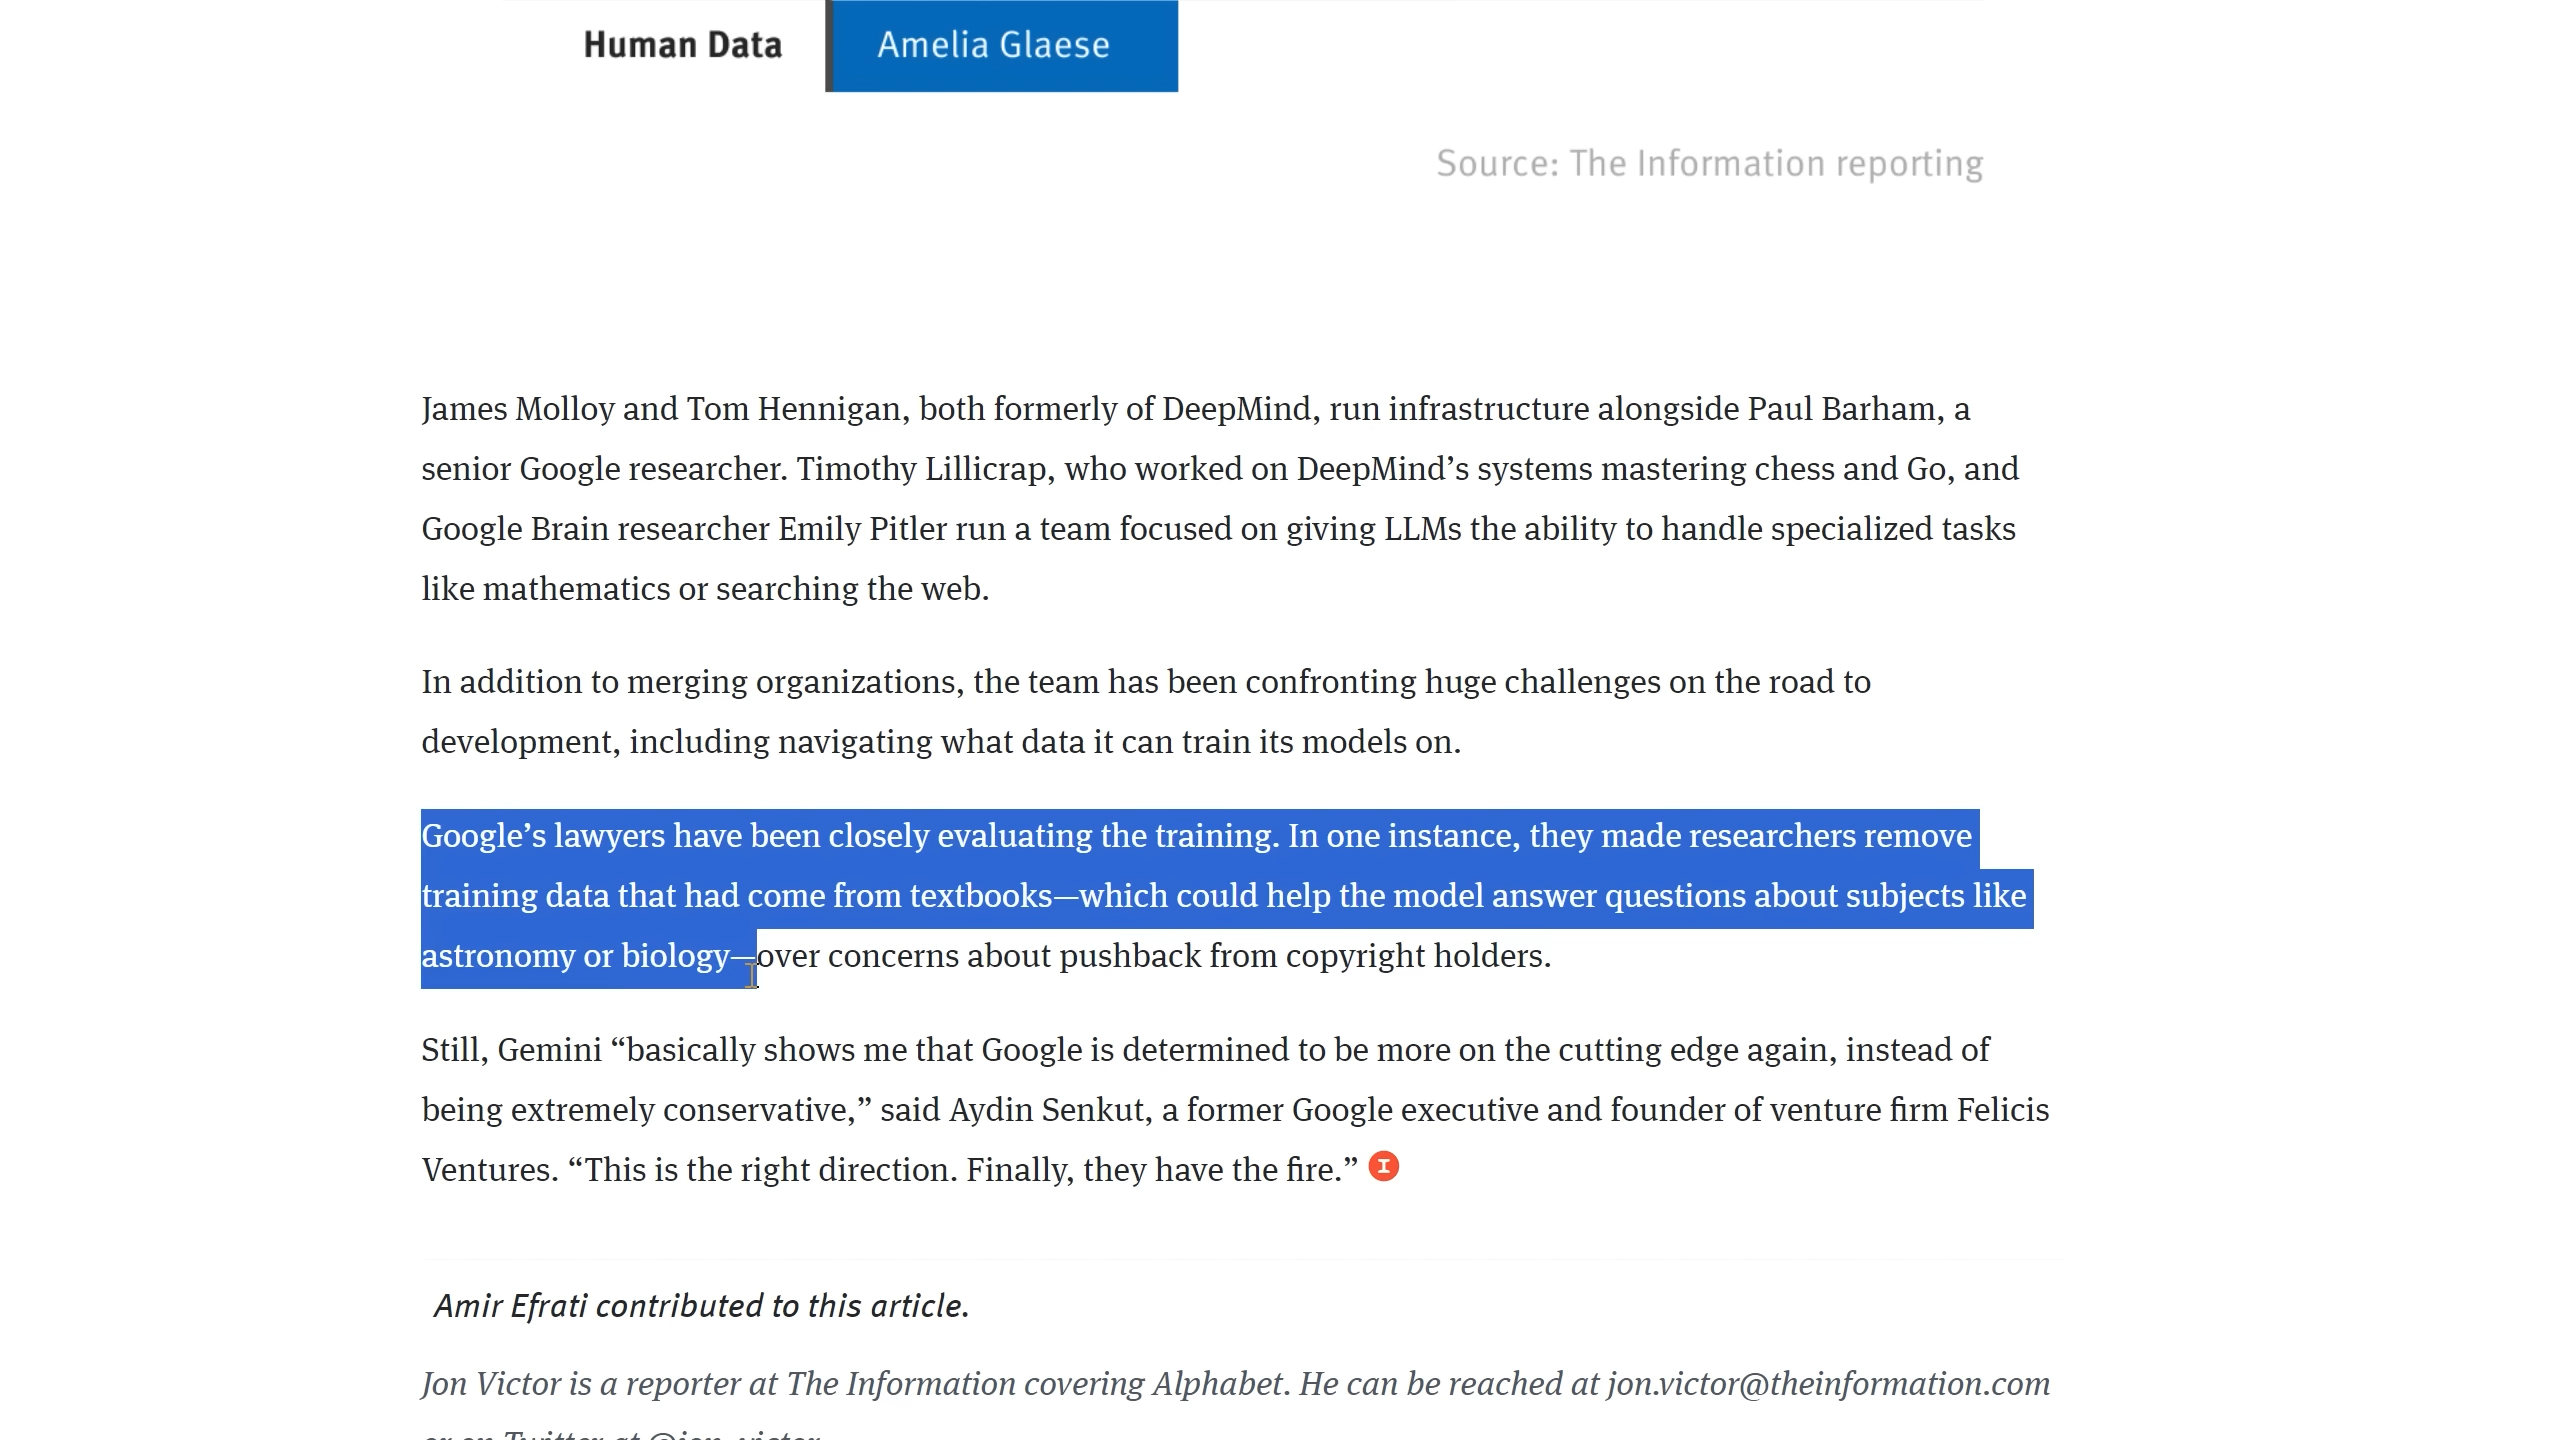 Human Data
Amelia Glaese
Source: The Information reporting
James Molloy and Tom Hennigan, both formerly of DeepMind, run infrastructure alongside Paul Barham, a
senior Google researcher. Timothy Lillicrap, who worked on DeepMind’s systems mastering chess and Go, and
Google Brain researcher Emily Pitler run a team focused on giving LLMs the ability to handle specialized tasks
like mathematics or searching the web.
In addition to merging organizations, the team has been confronting huge challenges on the road to
development, including navigating what data it can train its models on.
Google’s lawyers have been closely evaluating the training. In one instance, they made researchers remove
training data that had come from textbooks—which could help the model answer questions about subjects like
astronomy or biology—over concerns about pushback from copyright holders.
Still, Gemini “basically shows me that Google is determined to be more on the cutting edge again, instead of
being extremely conservative,” said Aydin Senkut, a former Google executive and founder of venture firm Felicis
Ventures. “This is the right direction. Finally, they have the fire.”
Amir Efrati contributed to this article.
Jon Victor is a reporter at The Information covering Alphabet. He can be reached at jon.victor@theinformation.com
or on Twitter at @jon_victor